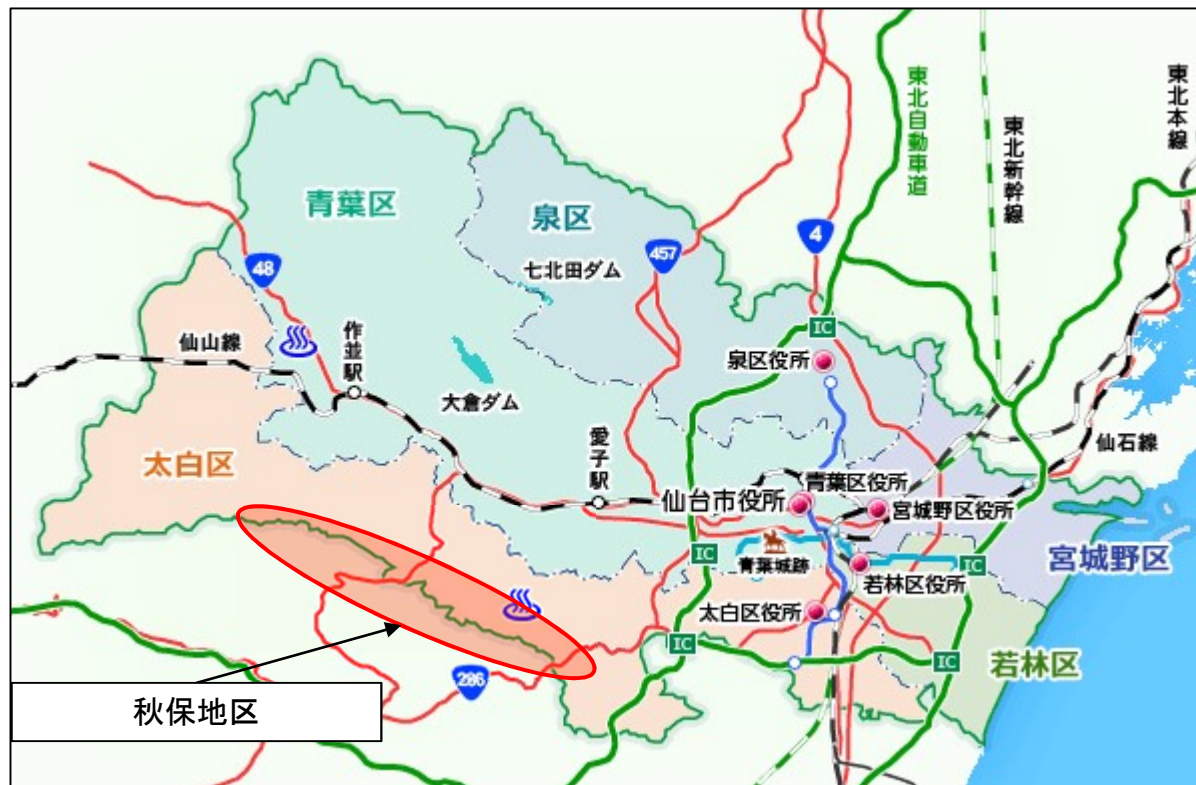 東北自動車道
東北新幹線
東北本線
青葉区
泉区
4
457
七北田ダム
48
仙山線
作並駅
IC
泉区役所
大倉ダム
愛子駅
仙石線
太白区
青葉区役所
仙台市役所
宮城野区役所
IC
青葉城跡
IC
宮城野区
若林区役所
太白区役所
IC
IC
若林区
286
秋保地区